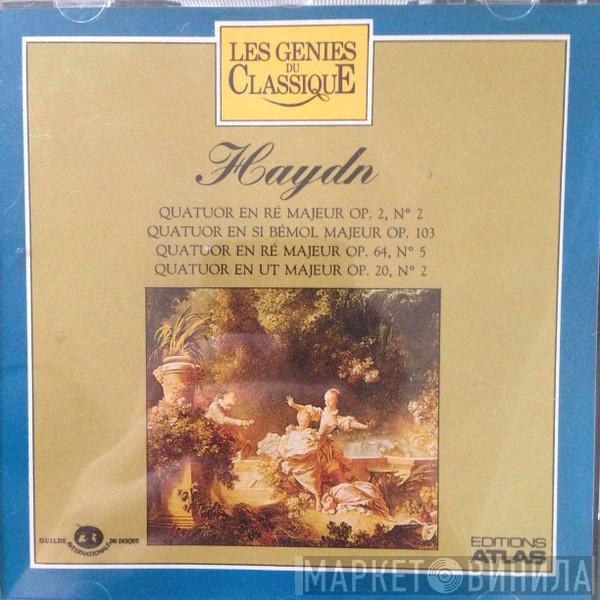 LES GENIES
DU
CLASSIQUE
Haydn
QUATUOR EN RÉ MAJEUR OP. 2, N° 2
QUATUOR EN SI BÉMOL MAJEUR OP. 103
QUATUOR EN RÉ MAJEUR OP. 64, N° 5
QUATUOR EN UT MAJEUR OP. 20, N° 2
GUILDE INTERNATIONALE DU DISQUE
EDITIONS
ATLAS
МАРКЕТ ВИНИЛА